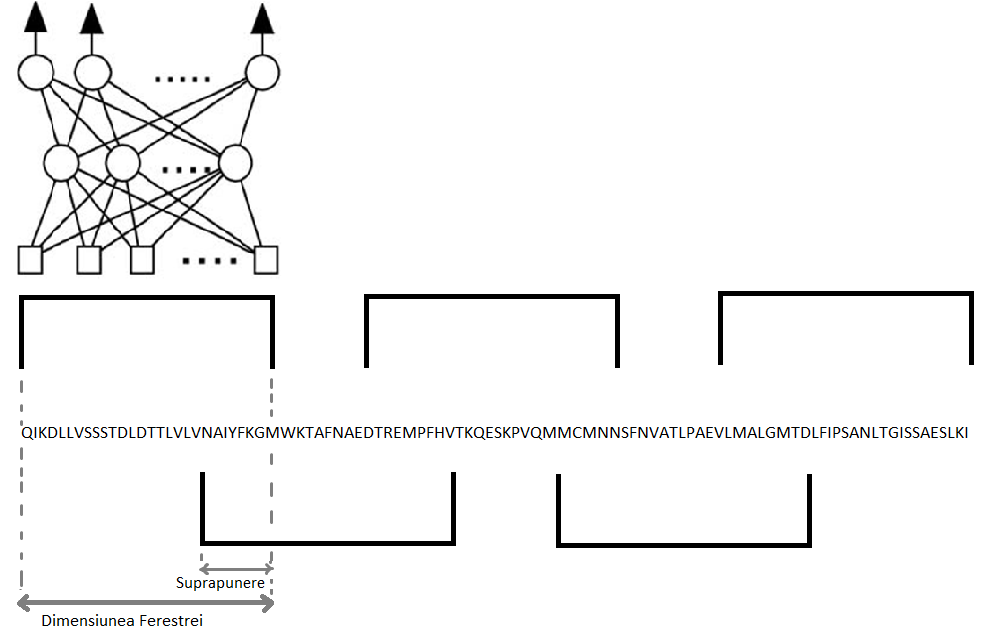 QIKDLLVSSSTDLDTTLVLVNAIYFKGMWKTAFNAEDTREMPFHVTKQESKPVQMMCMNNSFNVATLPAEVLMALGMTDLFIPSANLTGISSAESLKI
Suprapunere
Dimensiunea Ferestrei